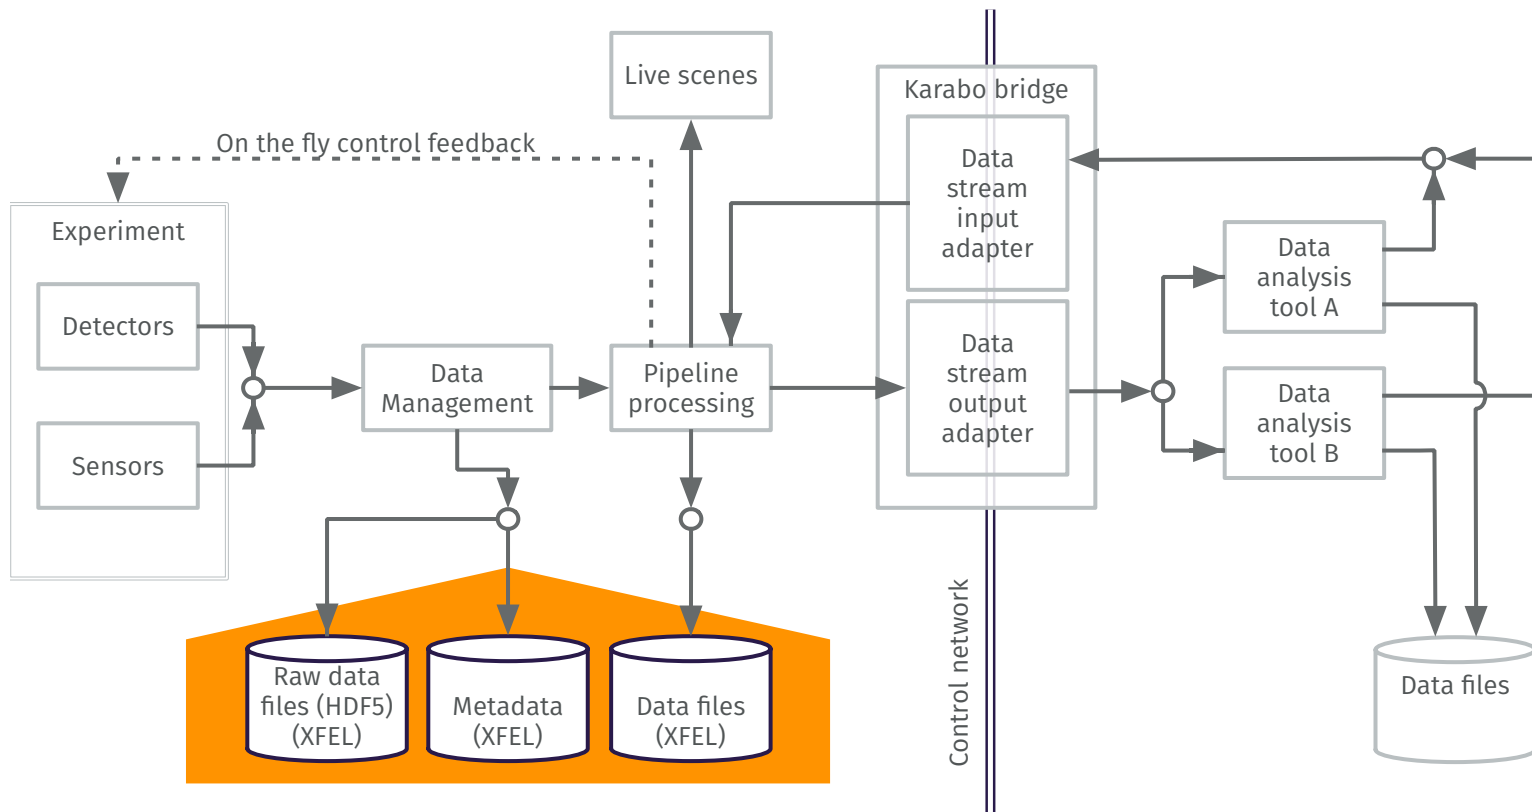 Live scenes
Karabo bridge
On the fly control feedback
Data
stream
input
adapter
Experiment
Data
analysis
tool A
Detectors
Data
stream
output
adapter
Data
Management
Pipeline
processing
Data
analysis
tool B
Sensors
Control network
Raw data
files (HDF5)
(XFEL)
Metadata
(XFEL)
Data files
(XFEL)
Data files